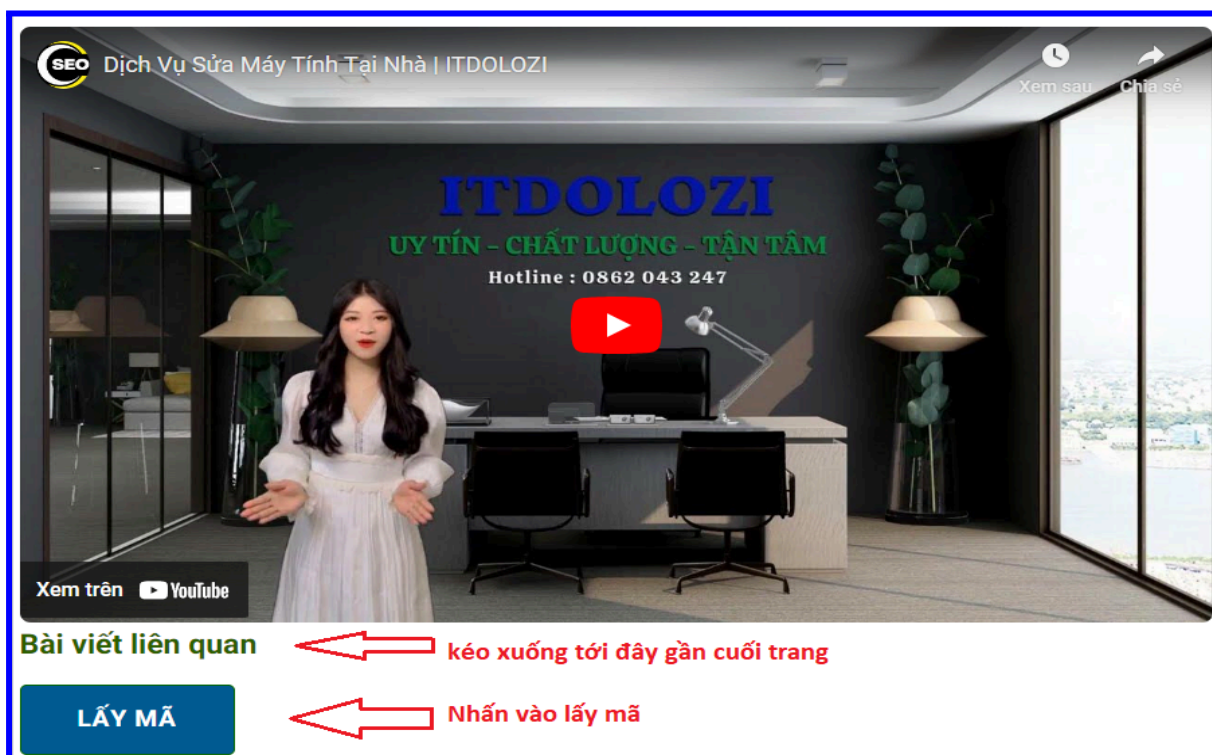 SEO Dịch Vụ Sửa Máy Tính Tại Nhà | ITDOLOZI
Xem sau Chia sẻ
ITDOLOZI
UY TÍN - CHẤT LƯỢNG - TẬN TÂM
Hotline : 0862 043 247
Xem trên YouTube
Bài viết liên quan
kéo xuống tới đây gần cuối trang
LẤY MÃ
Nhấn vào lấy mã